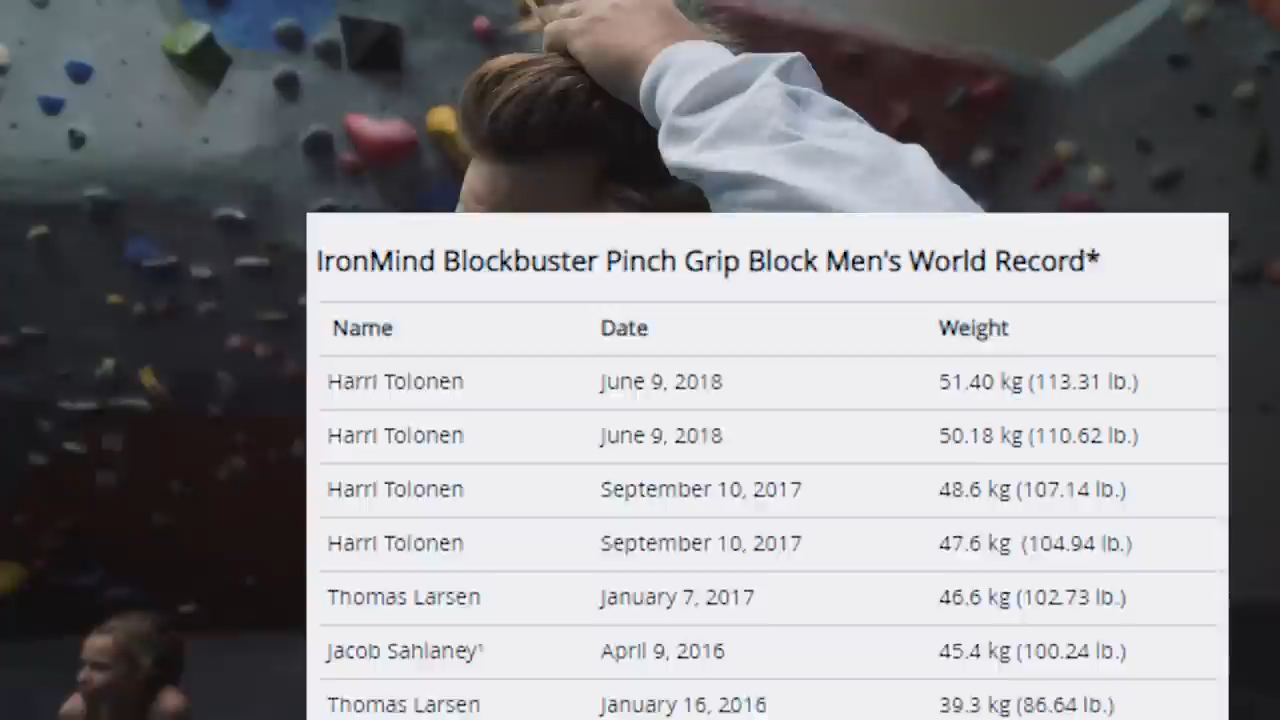 IronMind Blockbuster Pinch Grip Block Men's World Record*
Name Date Weight
Harri Tolonen June 9, 2018 51.40 kg (113.31 lb.)
Harri Tolonen June 9, 2018 50.18 kg (110.62 lb.)
Harri Tolonen September 10, 2017 48.6 kg (107.14 lb.)
Harri Tolonen September 10, 2017 47.6 kg (104.94 lb.)
Thomas Larsen January 7, 2017 46.6 kg (102.73 lb.)
Jacob Sahlaney¹ April 9, 2016 45.4 kg (100.24 lb.)
Thomas Larsen January 16, 2016 39.3 kg (86.64 lb.)